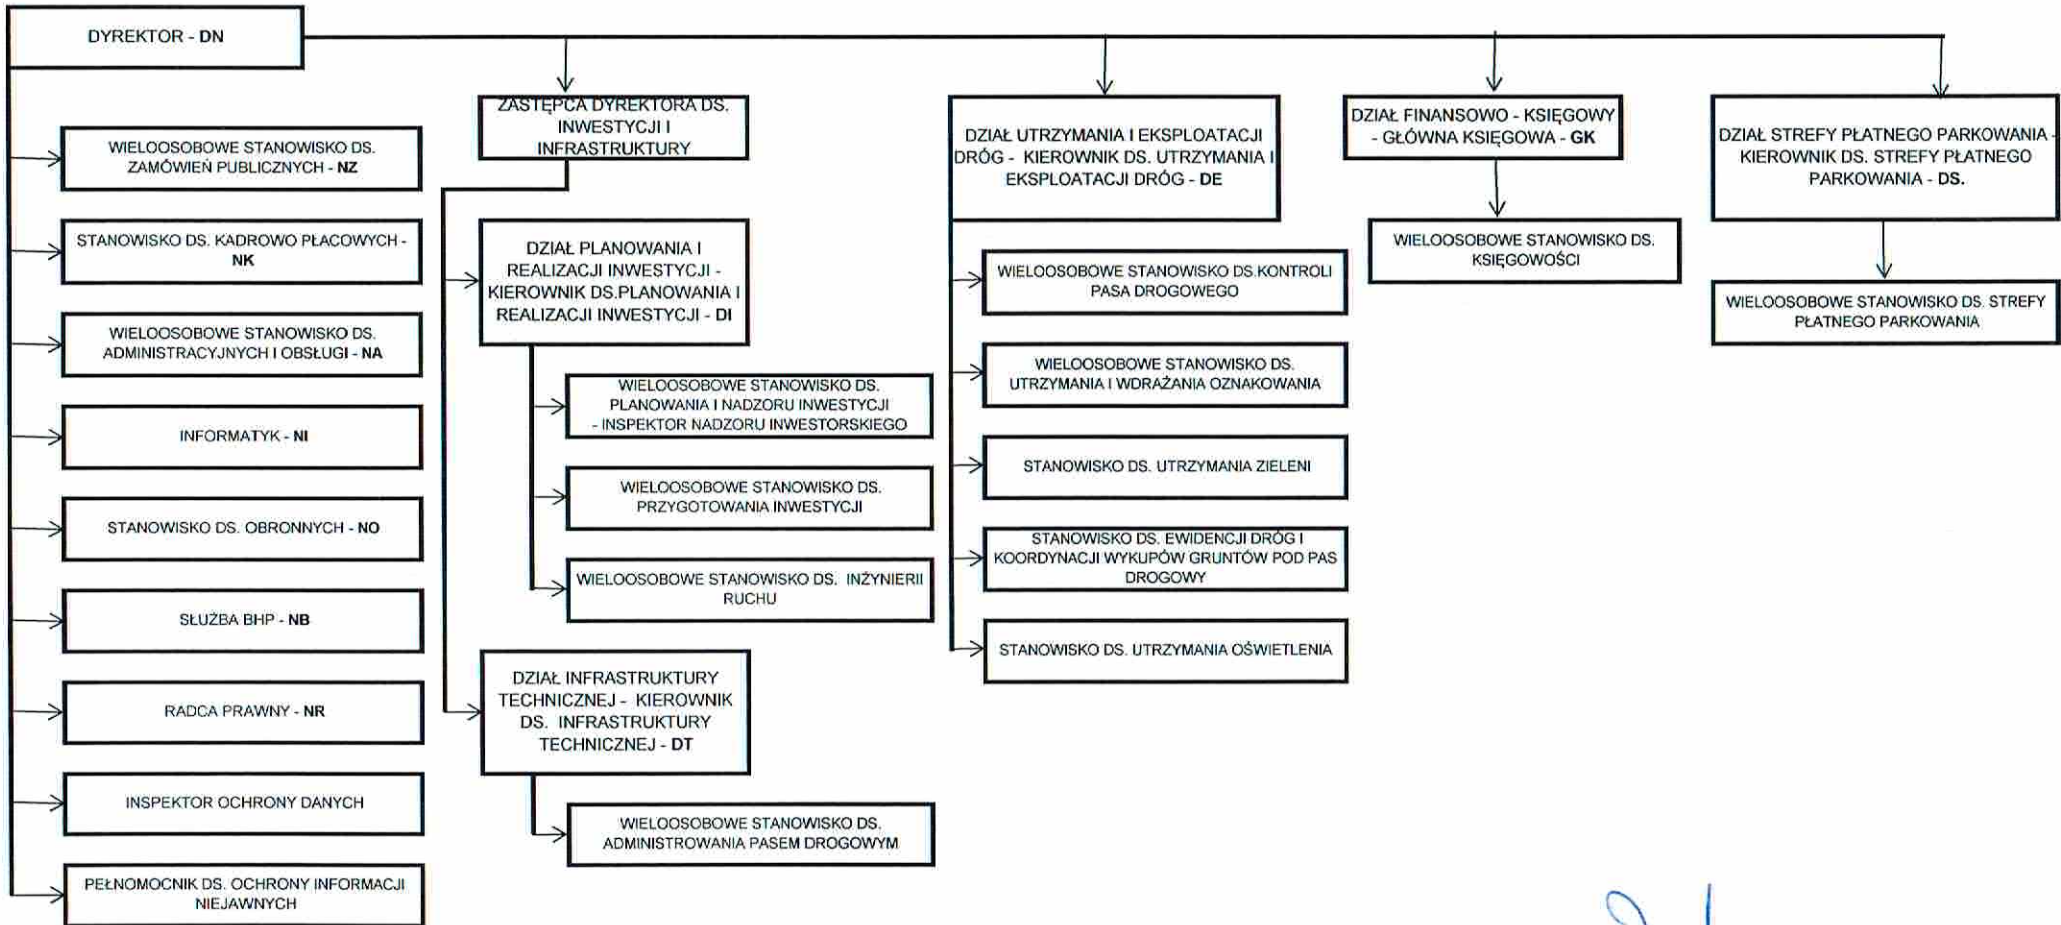 DYREKTOR - DN
WIELOOSOBOWE STANOWISKO DS.
ZAMÓWIEŃ PUBLICZNYCH - NZ
STANOWISKO DS. KADROWO PŁACOWYCH -
NK
WIELOOSOBOWE STANOWISKO DS.
ADMINISTRACYJNYCH I OBSŁUGI - NA
INFORMATYK - NI
STANOWISKO DS. OBRONNYCH - NO
SŁUŻBA BHP - NB
RADCA PRAWNY - NR
INSPEKTOR OCHRONY DANYCH
PEŁNOMOCNIK DS. OCHRONY INFORMACJI
NIEJAWNYCH
ZASTĘPCA DYREKTORA DS.
INWESTYCJI I
INFRASTRUKTURY
DZIAŁ PLANOWANIA I
REALIZACJI INWESTYCJI -
KIEROWNIK DS.PLANOWANIA I
REALIZACJI INWESTYCJI - DI
WIELOOSOBOWE STANOWISKO DS.
PLANOWANIA I NADZORU INWESTYCJI
- INSPEKTOR NADZORU INWESTORSKIEGO
WIELOOSOBOWE STANOWISKO DS.
PRZYGOTOWANIA INWESTYCJI
WIELOOSOBOWE STANOWISKO DS. INŻYNIERII
RUCHU
DZIAŁ INFRASTRUKTURY
TECHNICZNEJ - KIEROWNIK
DS. INFRASTRUKTURY
TECHNICZNEJ - DT
WIELOOSOBOWE STANOWISKO DS.
ADMINISTROWANIA PASEM DROGOWYM
DZIAŁ UTRZYMANIA I EKSPLOATACJI
DRÓG - KIEROWNIK DS. UTRZYMANIA I
EKSPLOATACJI DRÓG - DE
WIELOOSOBOWE STANOWISKO DS.KONTROLI
PASA DROGOWEGO
WIELOOSOBOWE STANOWISKO DS.
UTRZYMANIA I WDRAŻANIA OZNAKOWANIA
STANOWISKO DS. UTRZYMANIA ZIELENI
STANOWISKO DS. EWIDENCJI DRÓG I
KOORDYNACJI WYKUPÓW GRUNTÓW POD PAS
DROGOWY
STANOWISKO DS. UTRZYMANIA OŚWIETLENIA
DZIAŁ FINANSOWO - KSIĘGOWY
- GŁÓWNA KSIĘGOWA - GK
WIELOOSOBOWE STANOWISKO DS.
KSIĘGOWOŚCI
DZIAŁ STREFY PŁATNEGO PARKOWANIA -
KIEROWNIK DS. STREFY PŁATNEGO
PARKOWANIA - DS.
WIELOOSOBOWE STANOWISKO DS. STREFY
PŁATNEGO PARKOWANIA